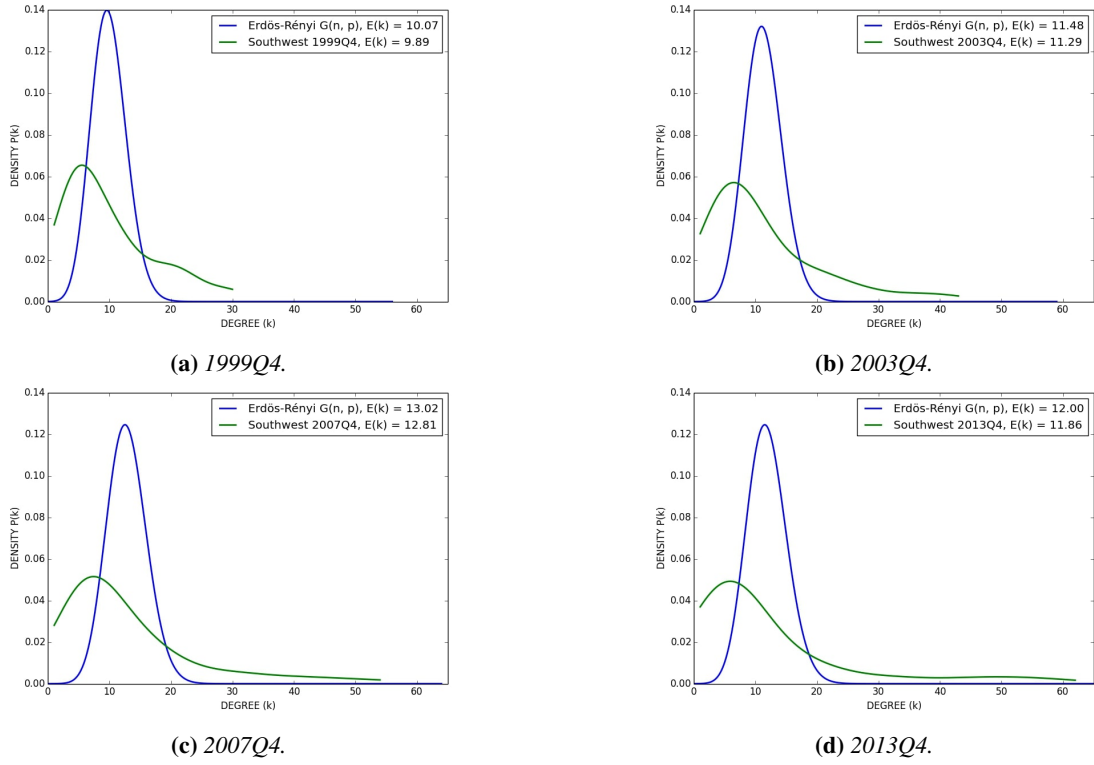 0.14
0.12
0.10
0.08
0.06
0.04
0.02
0.00
DENSITY P(k)
0 10 20 30 40 50 60
DEGREE (k)
Erdös-Rényi G(n, p), E(k) = 10.07
Southwest 1999Q4, E(k) = 9.89
(a) 1999Q4.
0.14
0.12
0.10
0.08
0.06
0.04
0.02
0.00
DENSITY P(k)
0 10 20 30 40 50 60
DEGREE (k)
Erdös-Rényi G(n, p), E(k) = 11.48
Southwest 2003Q4, E(k) = 11.29
(b) 2003Q4.
0.14
0.12
0.10
0.08
0.06
0.04
0.02
0.00
DENSITY P(k)
0 10 20 30 40 50 60
DEGREE (k)
Erdös-Rényi G(n, p), E(k) = 13.02
Southwest 2007Q4, E(k) = 12.81
(c) 2007Q4.
0.14
0.12
0.10
0.08
0.06
0.04
0.02
0.00
DENSITY P(k)
0 10 20 30 40 50 60
DEGREE (k)
Erdös-Rényi G(n, p), E(k) = 12.00
Southwest 2013Q4, E(k) = 11.86
(d) 2013Q4.